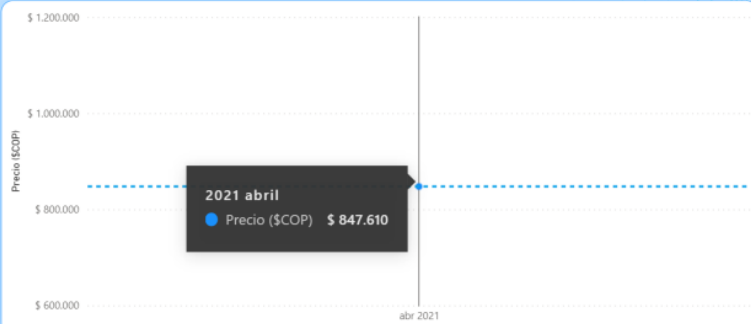 $ 1.200.000
$ 1.000.000
Precio ($COP)
2021 abril
Precio ($COP) $ 847.610
$ 800.000
$ 600.000
abr 2021